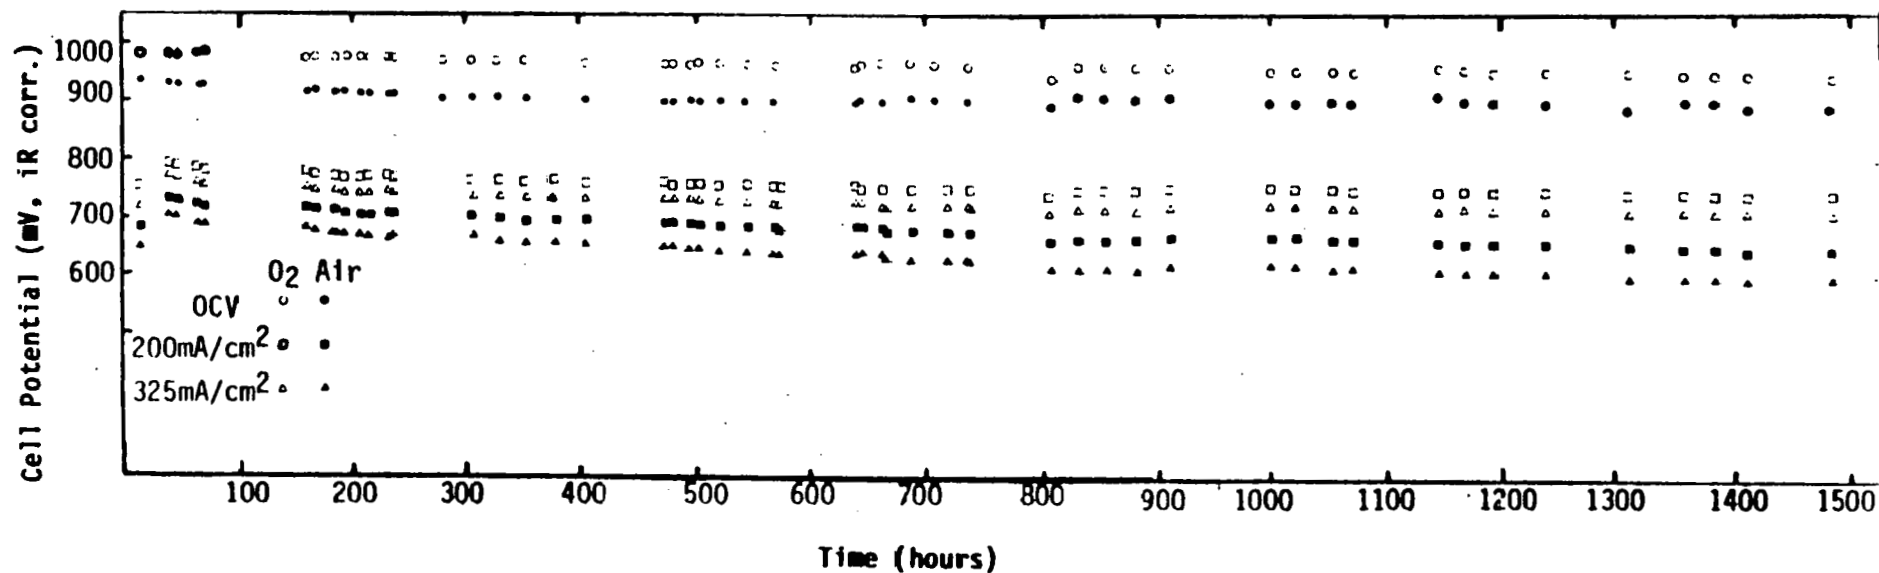 Cell Potential (mV, iR corr.)
1000
900
800
700
600
O2 Air
OCV
200mA/cm2
325mA/cm2
100 200 300 400 500 600 700 800 900 1000 1100 1200 1300 1400 1500
Time (hours)